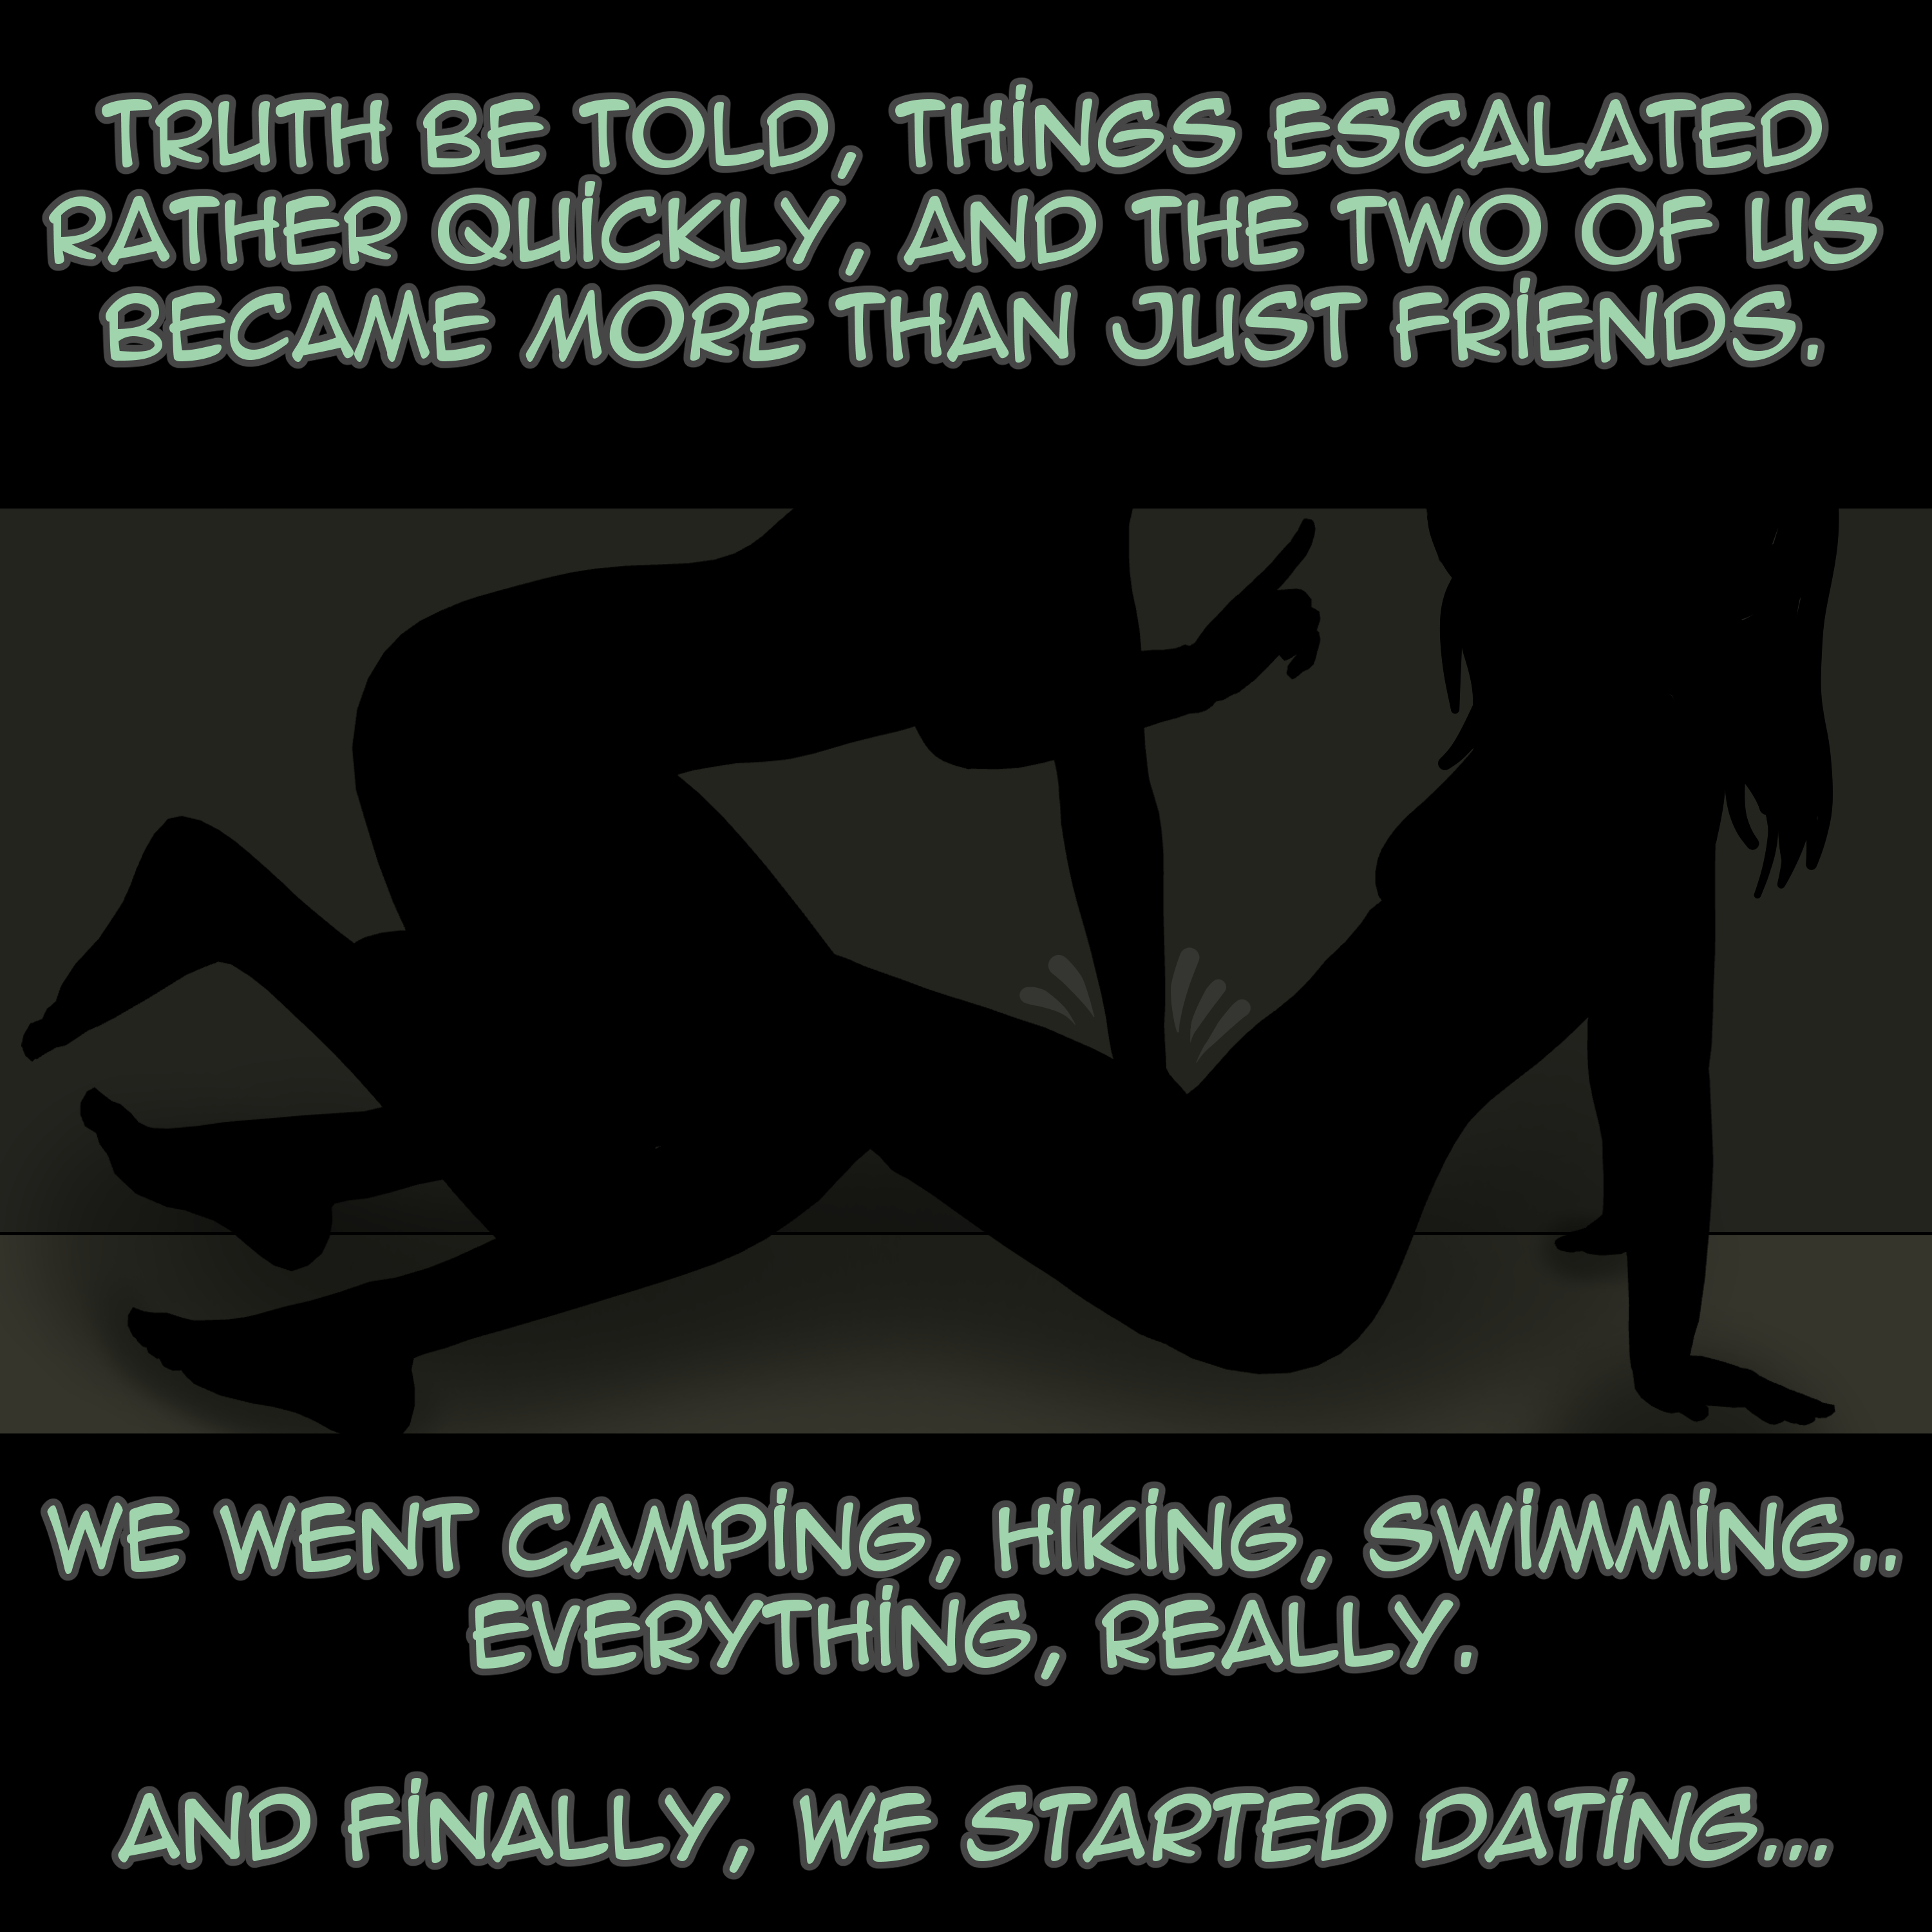 TRUTH BE TOLD, THINGS ESCALATED
RATHER QUICKLY, AND THE TWO OF US
BECAME MORE THAN JUST FRIENDS.
WE WENT CAMPING, HIKING, SWIMMING..
EVERYTHING, REALLY.
AND FINALLY, WE STARTED DATING...